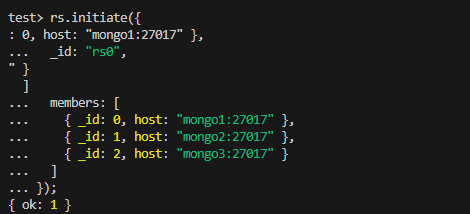 test> rs.initiate({
: 0, host: "mongo1:27017" },
...   _id: "rs0",
" }
  ]
...   members: [
...     { _id: 0, host: "mongo1:27017" },
...     { _id: 1, host: "mongo2:27017" },
...     { _id: 2, host: "mongo3:27017" }
...   ]
... });
{ ok: 1 }